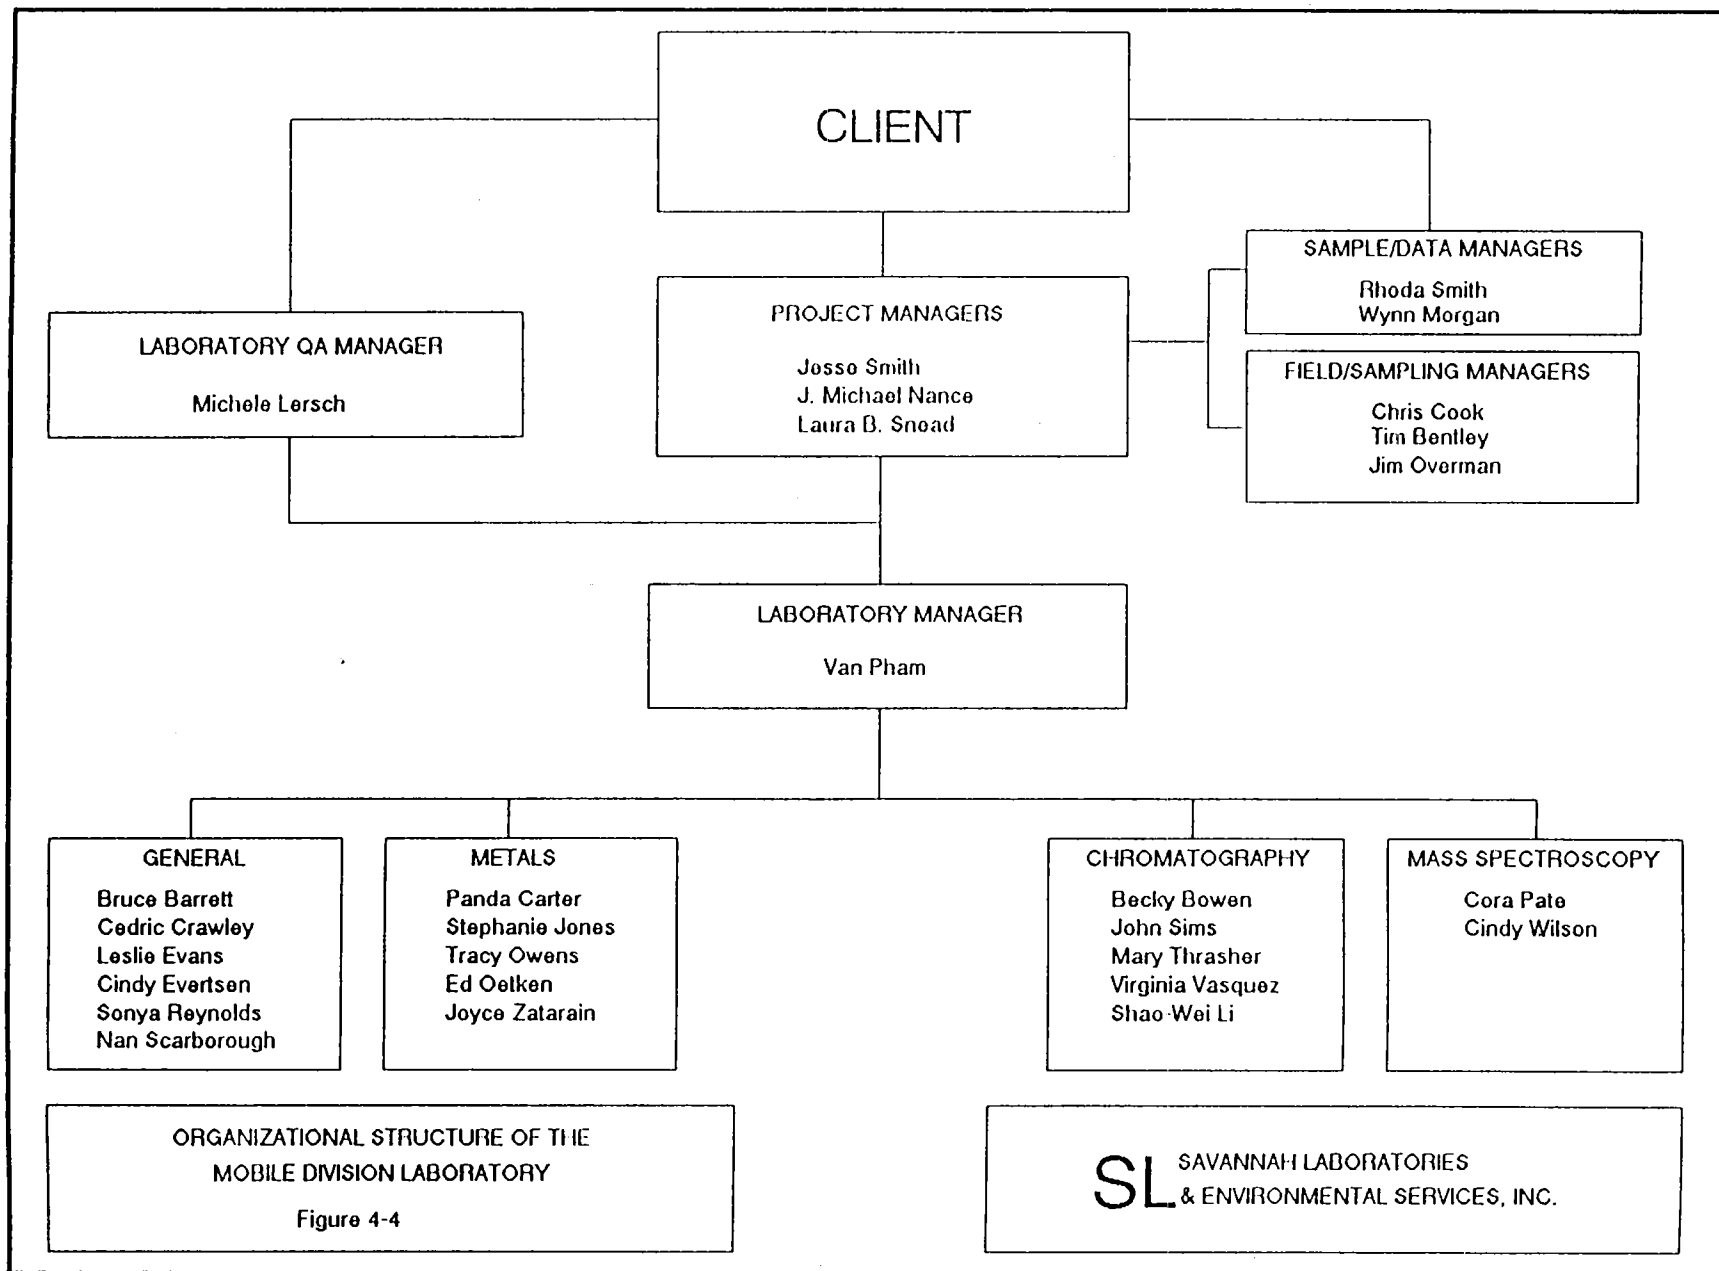 CLIENT
SAMPLE/DATA MANAGERS
Rhoda Smith
Wynn Morgan
PROJECT MANAGERS
Jesse Smith
J. Michael Nance
Laura B. Snead
LABORATORY QA MANAGER
Michele Lersch
FIELD/SAMPLING MANAGERS
Chris Cook
Tim Bentley
Jim Overman
LABORATORY MANAGER
Van Pham
GENERAL
Bruce Barrett
Cedric Crawley
Leslie Evans
Cindy Evertsen
Sonya Reynolds
Nan Scarborough
METALS
Panda Carter
Stephanie Jones
Tracy Owens
Ed Oetken
Joyce Zatarain
CHROMATOGRAPHY
Becky Bowen
John Sims
Mary Thrasher
Virginia Vasquez
Shao-Wei Li
MASS SPECTROSCOPY
Cora Pate
Cindy Wilson
ORGANIZATIONAL STRUCTURE OF THE
MOBILE DIVISION LABORATORY
Figure 4-4
SL SAVANNAH LABORATORIES
& ENVIRONMENTAL SERVICES, INC.